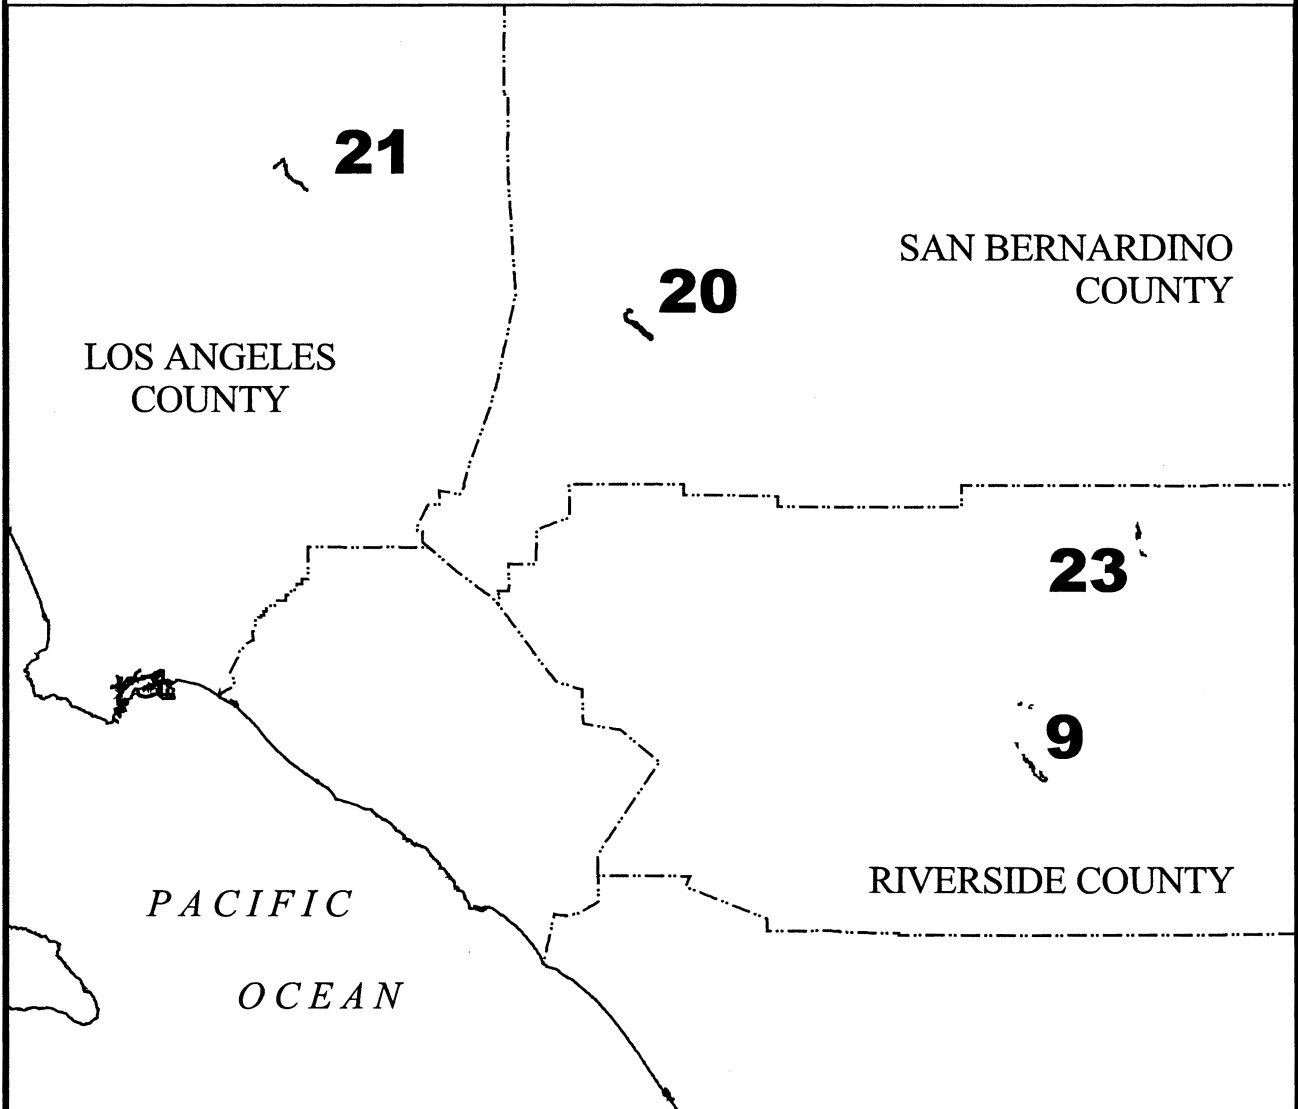 21
SAN BERNARDINO
COUNTY
20
LOS ANGELES
COUNTY
23
9
RIVERSIDE COUNTY
PACIFIC
OCEAN